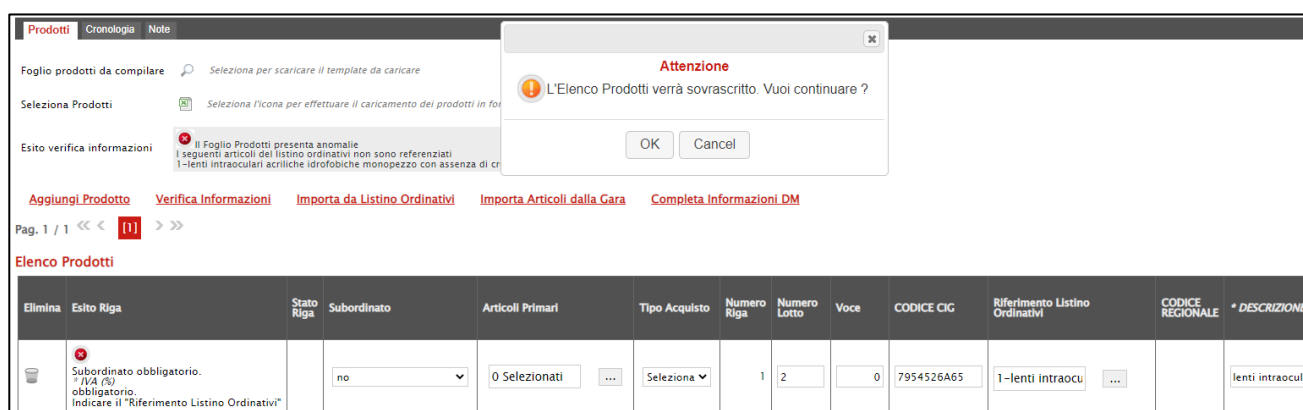 Prodotti Cronologia Note
Attenzione
L'Elenco Prodotti verrà sovrascritto. Vuoi continuare ?
OK Cancel
Foglio prodotti da compilare Seleziona per scaricare il template da caricare
Seleziona Prodotti Seleziona l'icona per effettuare il caricamento dei prodotti in for
Esito verifica informazioni
Il Foglio Prodotti presenta anomalie
I seguenti articoli del listino ordinativi non sono referenziati
1-lenti intraoculari acriliche idrofobiche monopezzo con assenza di cr
Aggiungi Prodotto Verifica Informazioni Importa da Listino Ordinativi Importa Articoli dalla Gara Completa Informazioni DM
Pag. 1 / 1 << < [1] > >>
Elenco Prodotti
Elimina Esito Riga Stato Riga Subordinato Articoli Primari Tipo Acquisto Numero Riga Numero Lotto Voce CODICE CIG Riferimento Listino Ordinativi CODICE REGIONALE * DESCRIZIONE
Subordinato obbligatorio.
* IVA (%)
obbligatorio.
Indicare il "Riferimento Listino Ordinativi"
no 0 Selezionati ... Seleziona 1 2 0 7954526A65 1-lenti intraocu ... lenti intraocul